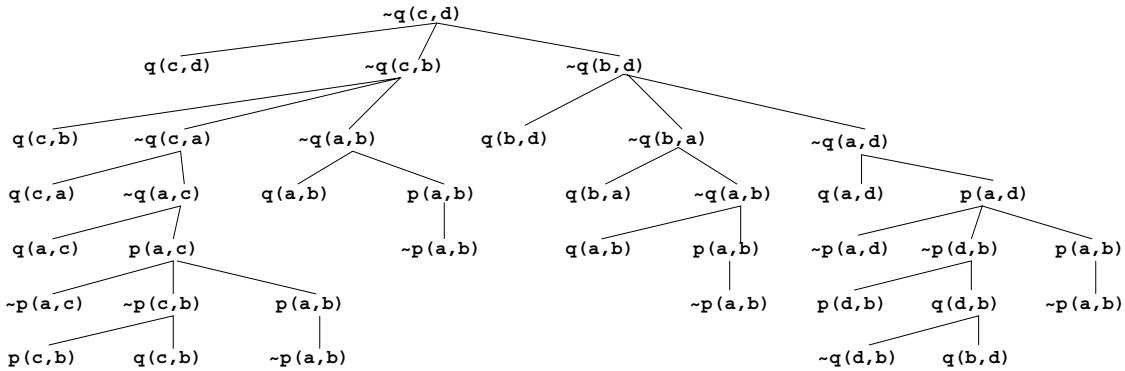 ~q(c,d)
q(c,d) ~q(c,b) ~q(b,d)
q(c,b) ~q(c,a) ~q(a,b) q(b,d) ~q(b,a) ~q(a,d)
q(c,a) ~q(a,c) q(a,b) p(a,b) q(b,a) ~q(a,b) q(a,d) p(a,d)
q(a,c) p(a,c) ~p(a,b) q(a,b) p(a,b) ~p(a,d) ~p(d,b) p(a,b)
~p(a,c) ~p(c,b) p(a,b) ~p(a,b) p(d,b) q(d,b) ~p(a,b)
p(c,b) q(c,b) ~p(a,b) ~q(d,b) q(b,d)